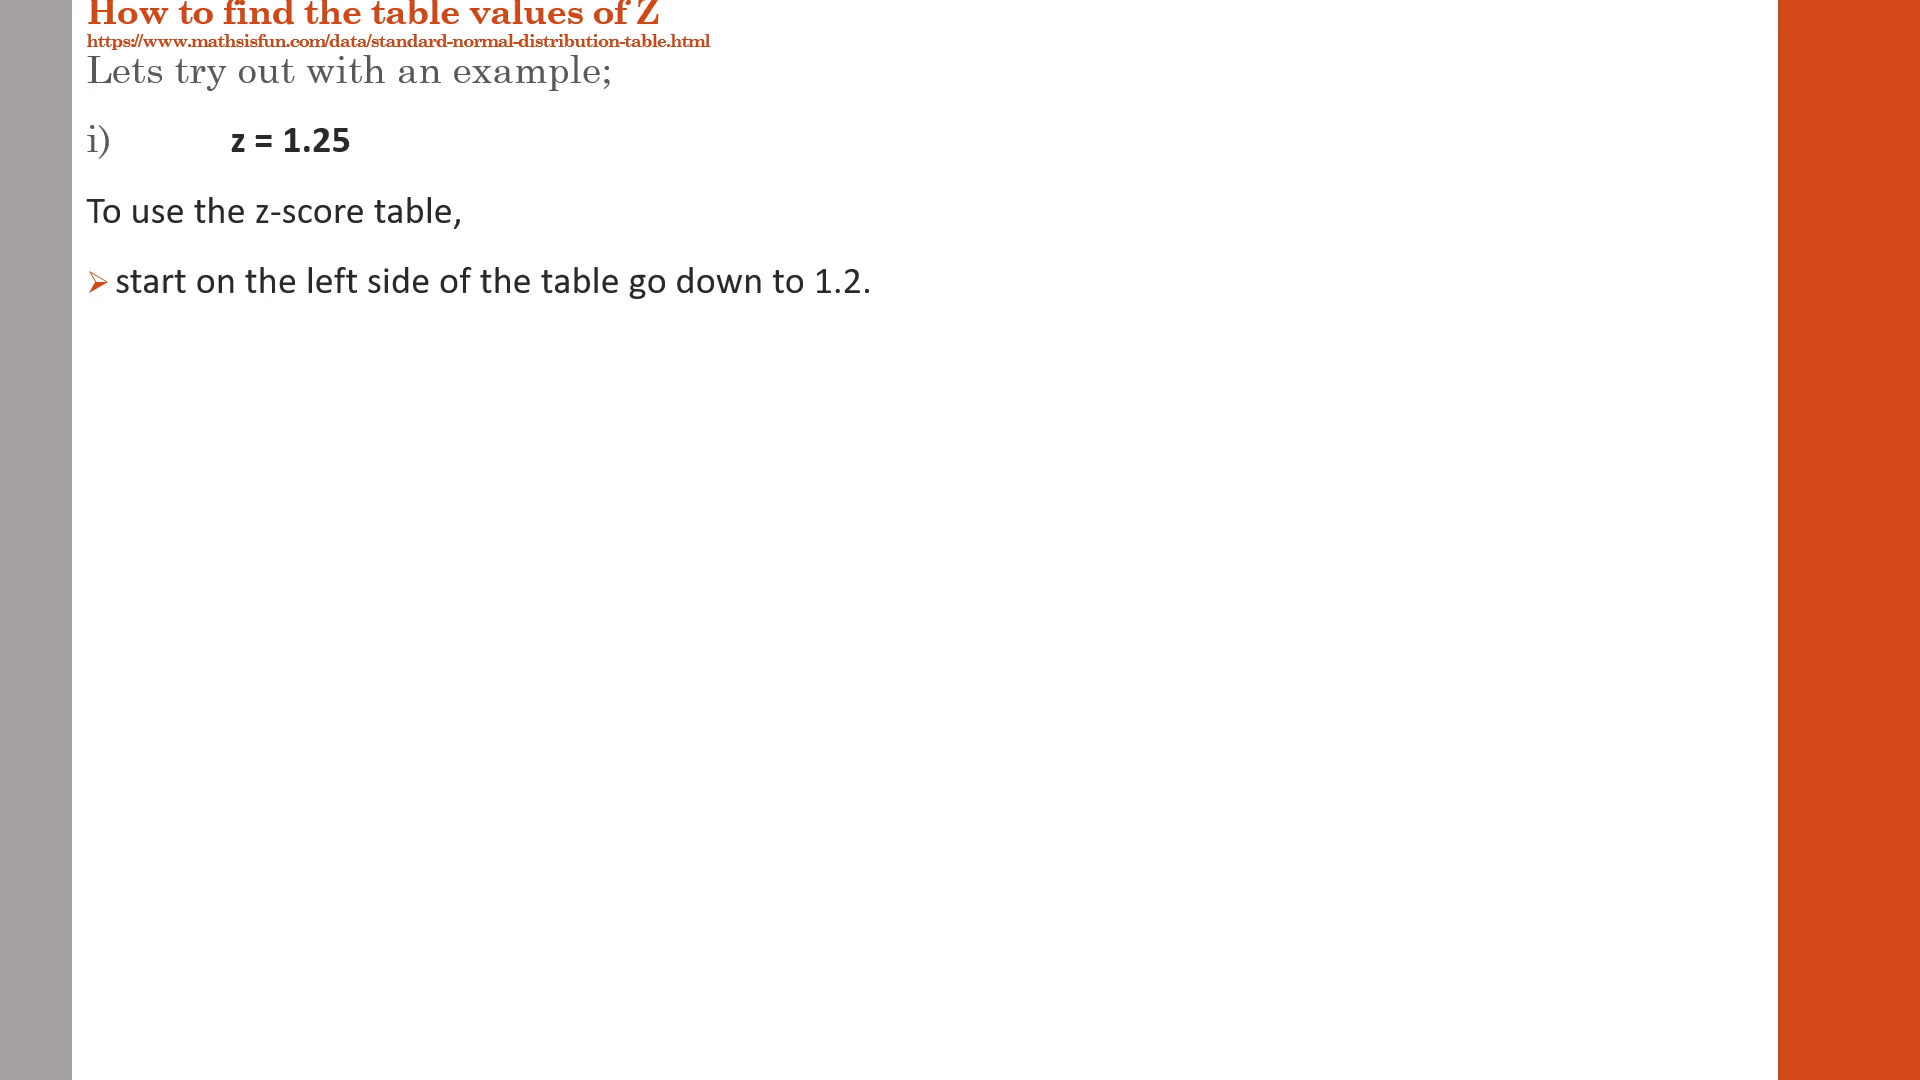 How to find the table values of Z
https://www.mathsisfun.com/data/standard-normal-distribution-table.html
Lets try out with an example;
i) z = 1.25
To use the z-score table,
➢ start on the left side of the table go down to 1.2.